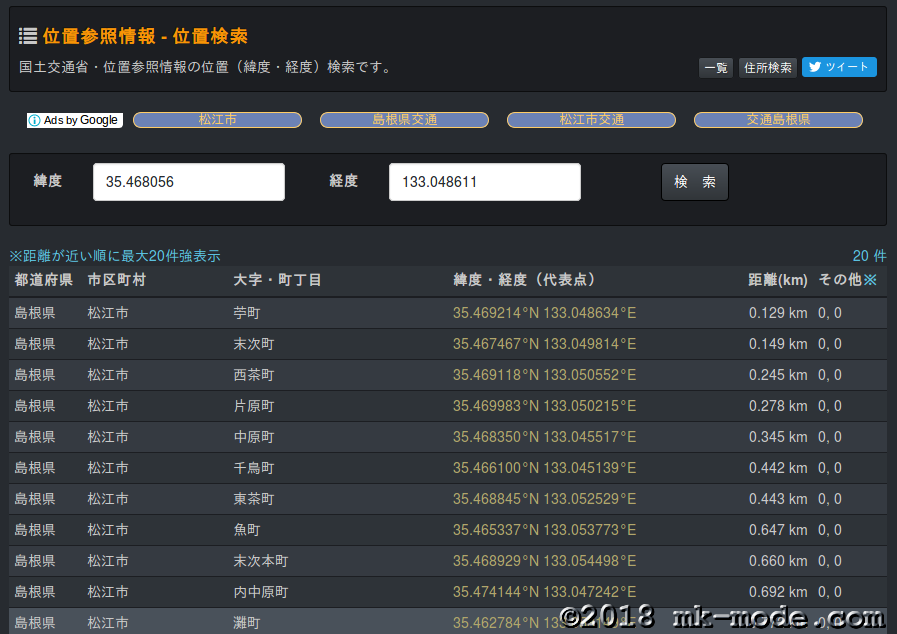 位置参照情報 - 位置検索
国土交通省・位置参照情報の位置（緯度・経度）検索です。
一覧 住所検索 ツイート
Ads by Google 松江市 島根県交通 松江市交通 交通島根県
緯度 35.468056 経度 133.048611 検 索
※距離が近い順に最大20件強表示 20 件
都道府県 市区町村 大字・町丁目 緯度・経度（代表点） 距離(km) その他※
島根県 松江市 苧町 35.469214°N 133.048634°E 0.129 km 0, 0
島根県 松江市 末次町 35.467467°N 133.049814°E 0.149 km 0, 0
島根県 松江市 西茶町 35.469118°N 133.050552°E 0.245 km 0, 0
島根県 松江市 片原町 35.469983°N 133.050215°E 0.278 km 0, 0
島根県 松江市 中原町 35.468350°N 133.045517°E 0.345 km 0, 0
島根県 松江市 千鳥町 35.466100°N 133.045139°E 0.442 km 0, 0
島根県 松江市 東茶町 35.468845°N 133.052529°E 0.443 km 0, 0
島根県 松江市 魚町 35.465337°N 133.053773°E 0.647 km 0, 0
島根県 松江市 末次本町 35.468929°N 133.054498°E 0.660 km 0, 0
島根県 松江市 内中原町 35.474144°N 133.047242°E 0.692 km 0, 0
島根県 松江市 灘町 35.462784°N
©2018 mk-mode.com